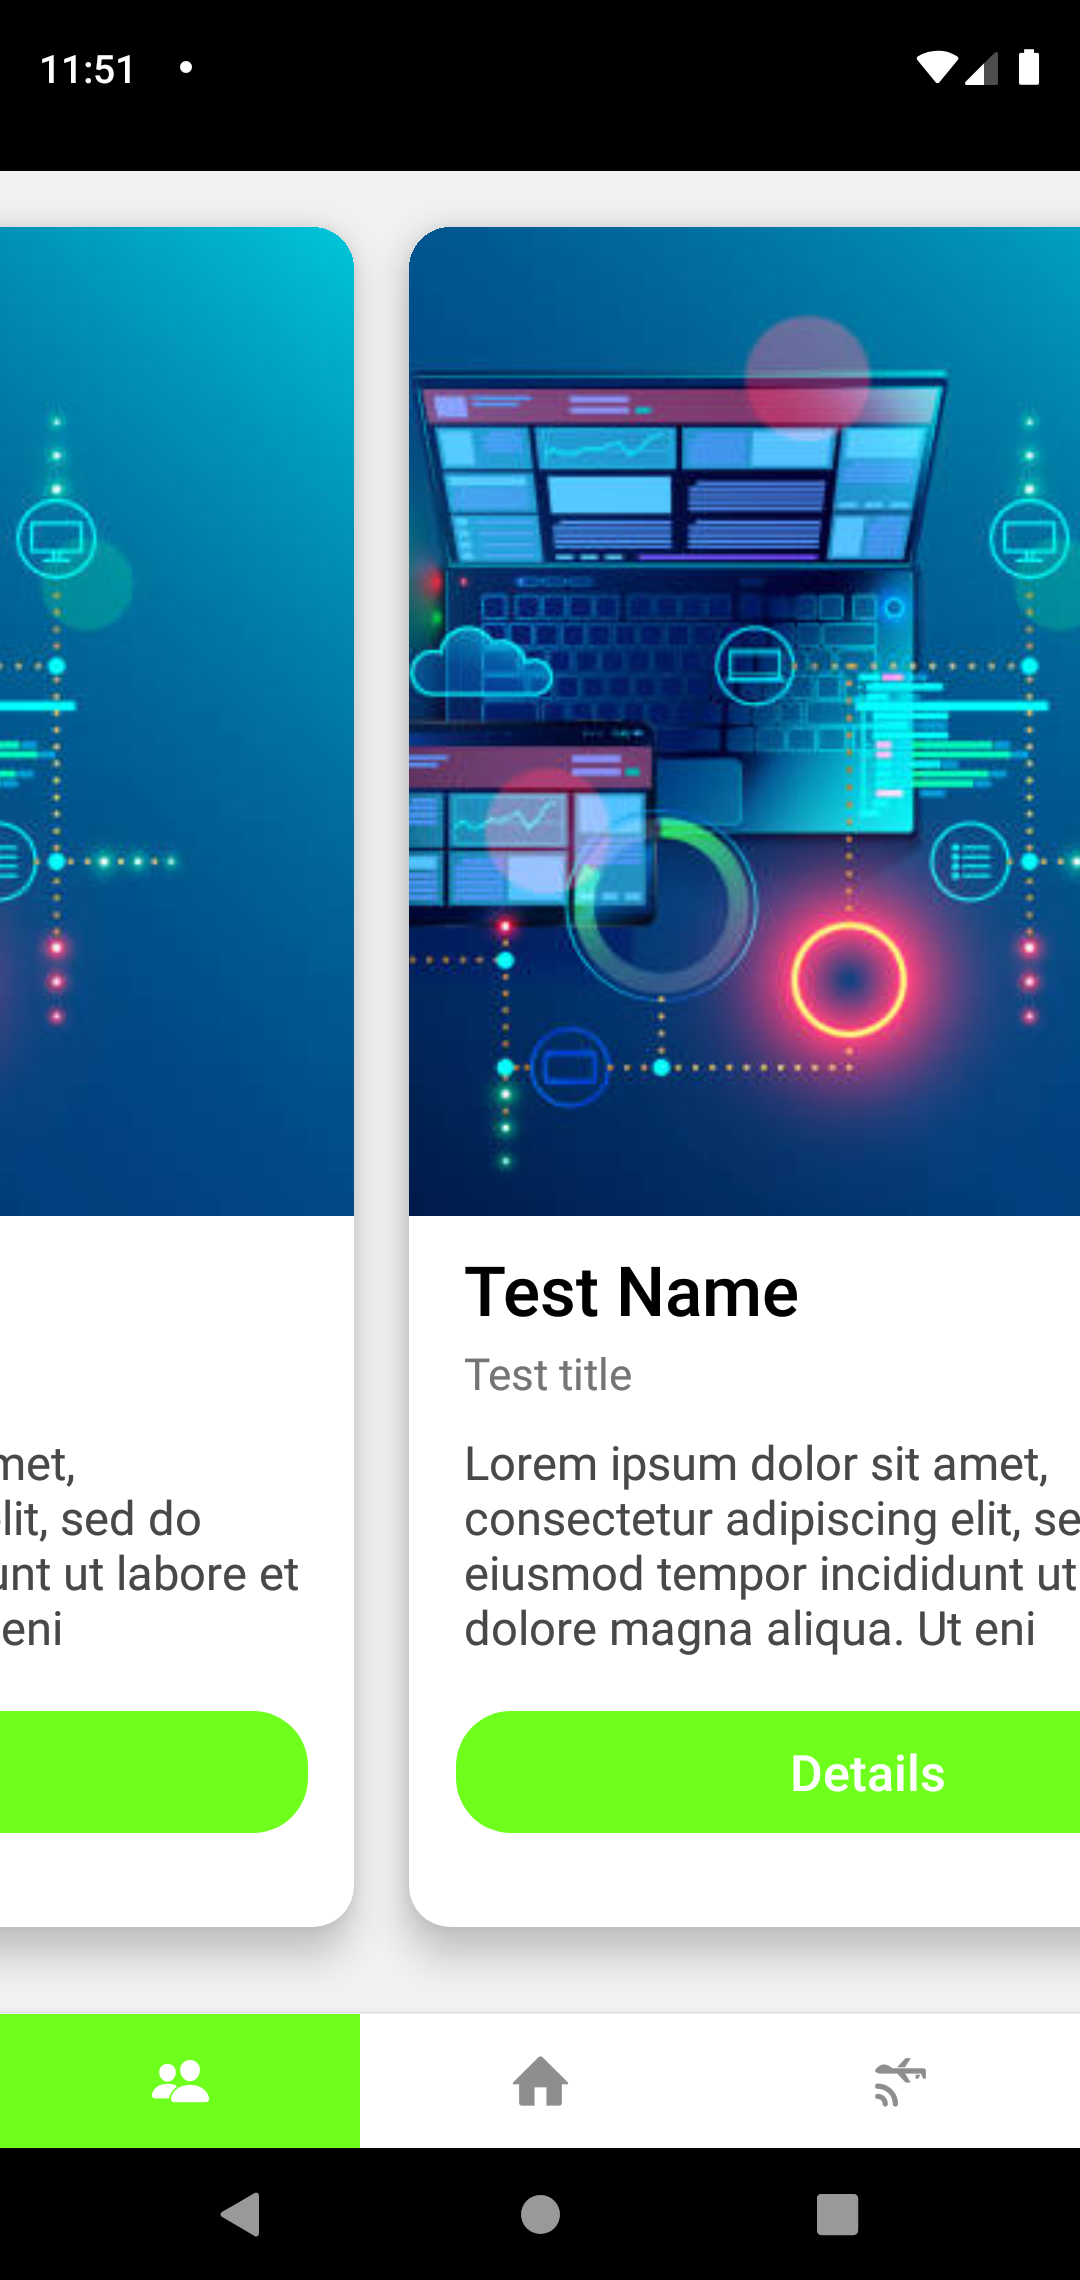 11:51
Test Name
Test title
met,
lit, sed do
unt ut labore et
eni
Lorem ipsum dolor sit amet,
consectetur adipiscing elit, se
eiusmod tempor incididunt ut
dolore magna aliqua. Ut eni
Details